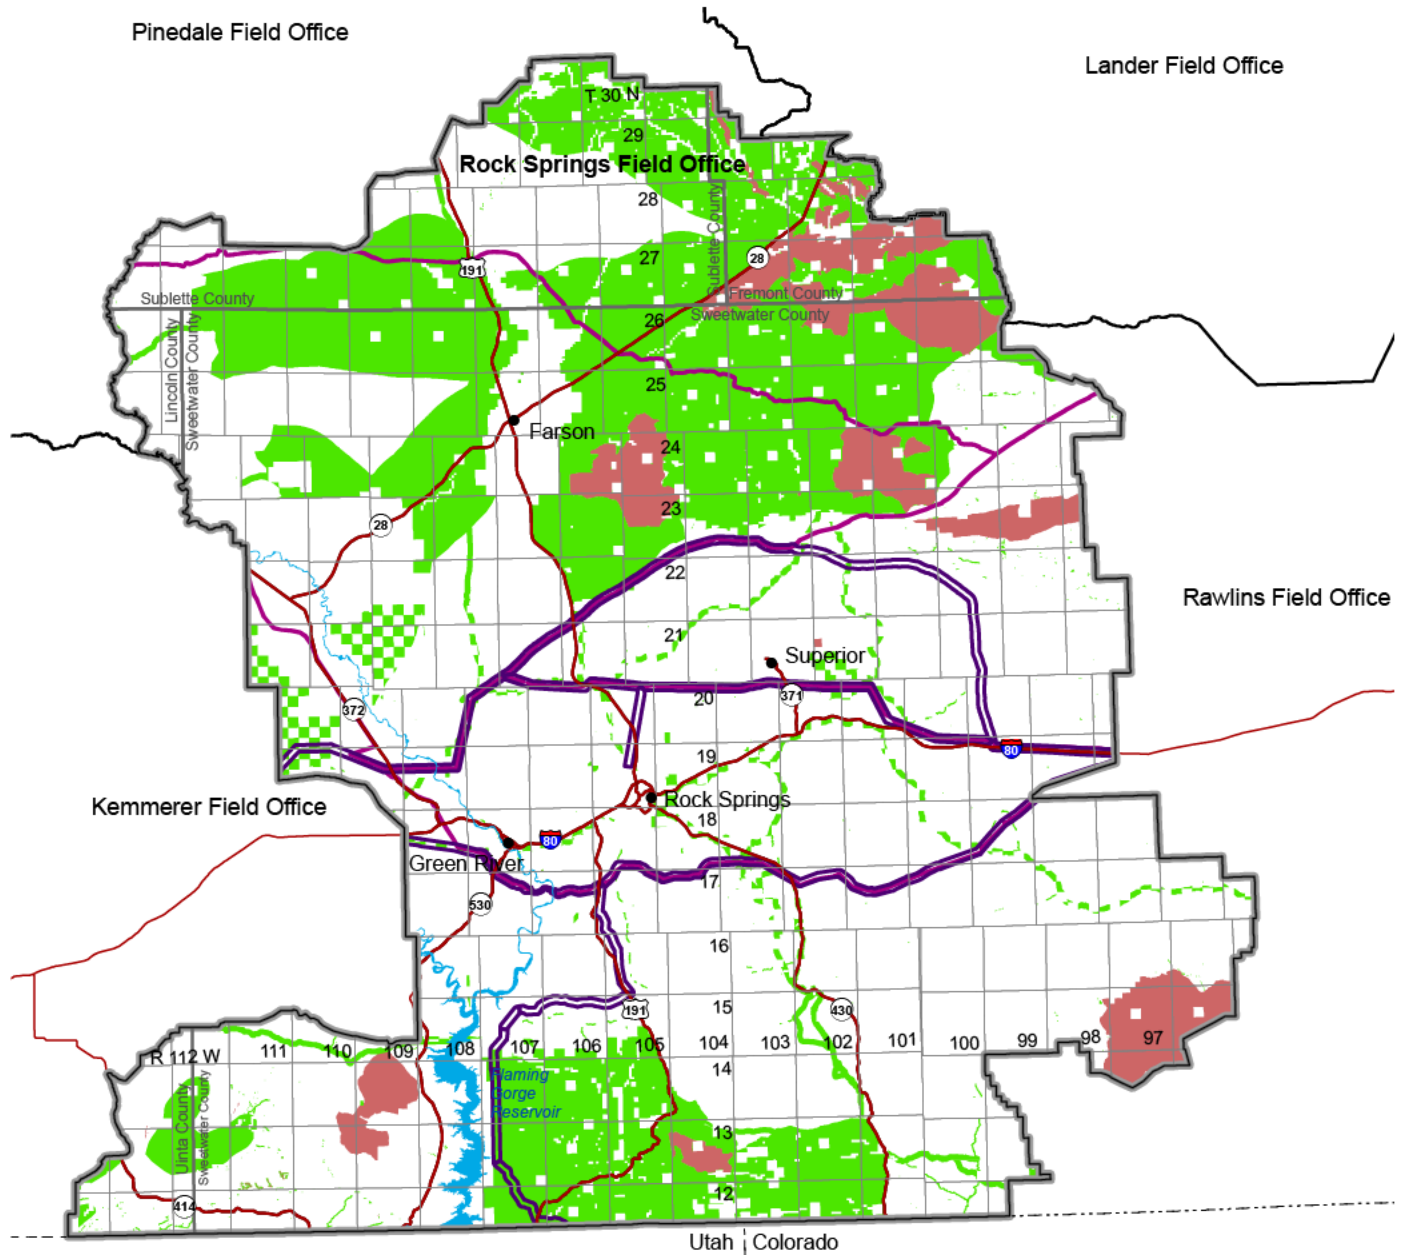 Pinedale Field Office
Lander Field Office
T 30 N
29
Rock Springs Field Office
28
Sublette County
27
28
191
Sublette County
Fremont County
Sweetwater County
26
Lincoln County
Sweetwater County
25
Farson
24
23
28
22
Rawlins Field Office
21
Superior
20
371
372
19
80
Kemmerer Field Office
Rock Springs
18
80
Green River
17
530
16
15
191
430
R 112 W
111
110
109
108
107
106
105
104
103
102
101
100
99
98
97
14
Flaming
Gorge
Reservoir
Uinta County
Sweetwater County
13
12
414
Utah
Colorado